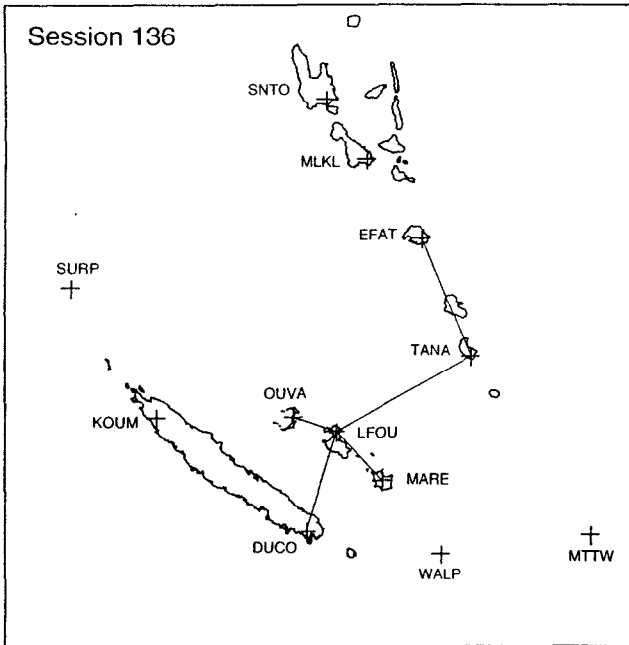 Session 136
SNTO
MLKL
EFAT
SURP
TANA
OUVA
KOUM
LFOU
MARE
DUCO
WALP
MTTW